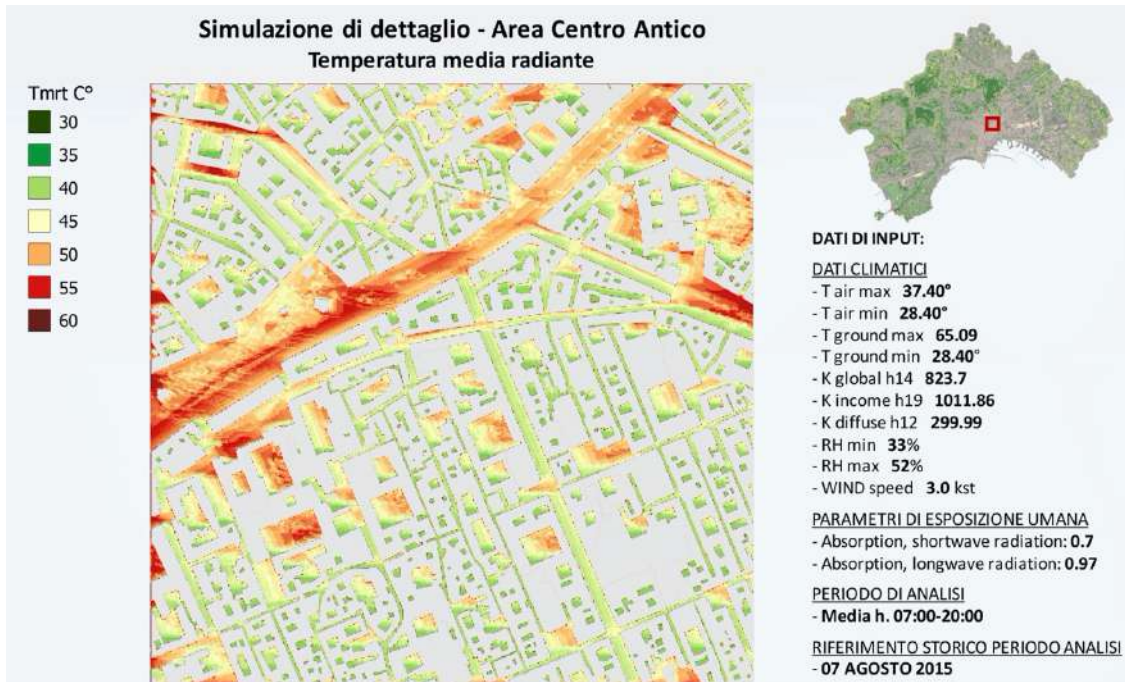 Simulazione di dettaglio - Area Centro Antico
Temperatura media radiante
Tmrt C°
30
35
40
45
50
55
60
DATI DI INPUT:
DATI CLIMATICI
- T air max 37.40°
- T air min 28.40°
- T ground max 65.09
- T ground min 28.40°
- K global h14 823.7
- K income h19 1011.86
- K diffuse h12 299.99
- RH min 33%
- RH max 52%
- WIND speed 3.0 kst
PARAMETRI DI ESPOSIZIONE UMANA
- Absorption, shortwave radiation: 0.7
- Absorption, longwave radiation: 0.97
PERIODO DI ANALISI
- Media h. 07:00-20:00
RIFERIMENTO STORICO PERIODO ANALISI
- 07 AGOSTO 2015